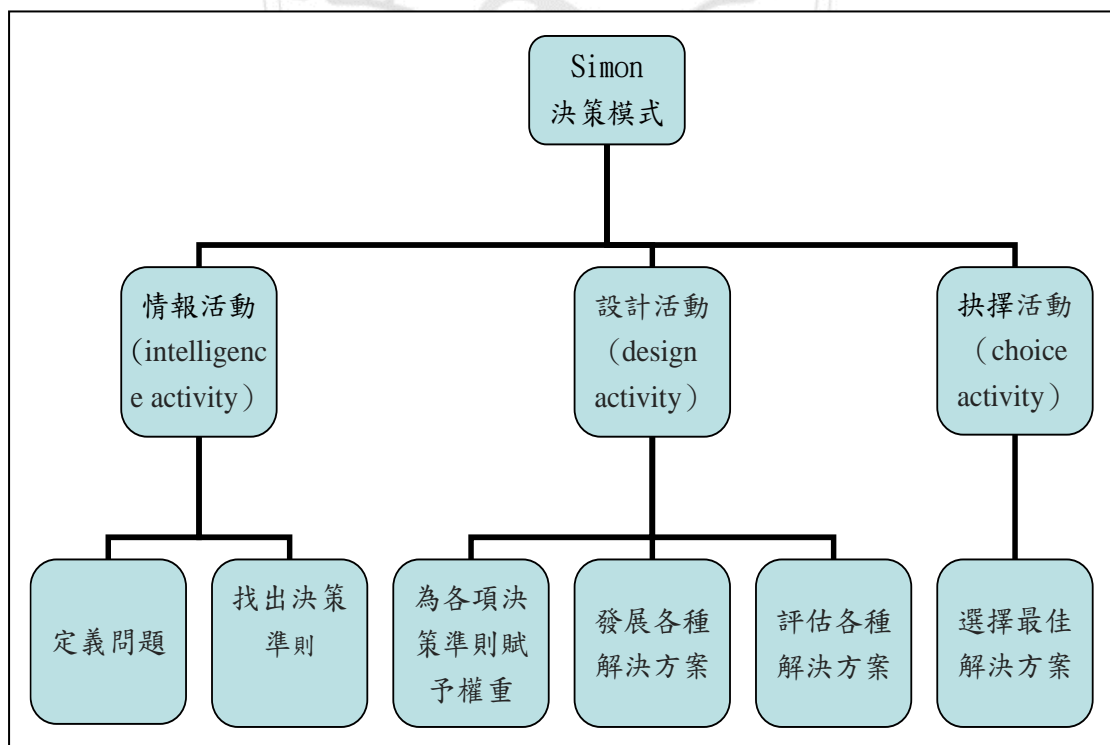 Simon
決策模式
情報活動
（intelligenc
e activity）
設計活動
（design
activity）
抉擇活動
（choice
activity）
定義問題
找出決策
準則
為各項決
策準則賦
予權重
發展各種
解決方案
評估各種
解決方案
選擇最佳
解決方案